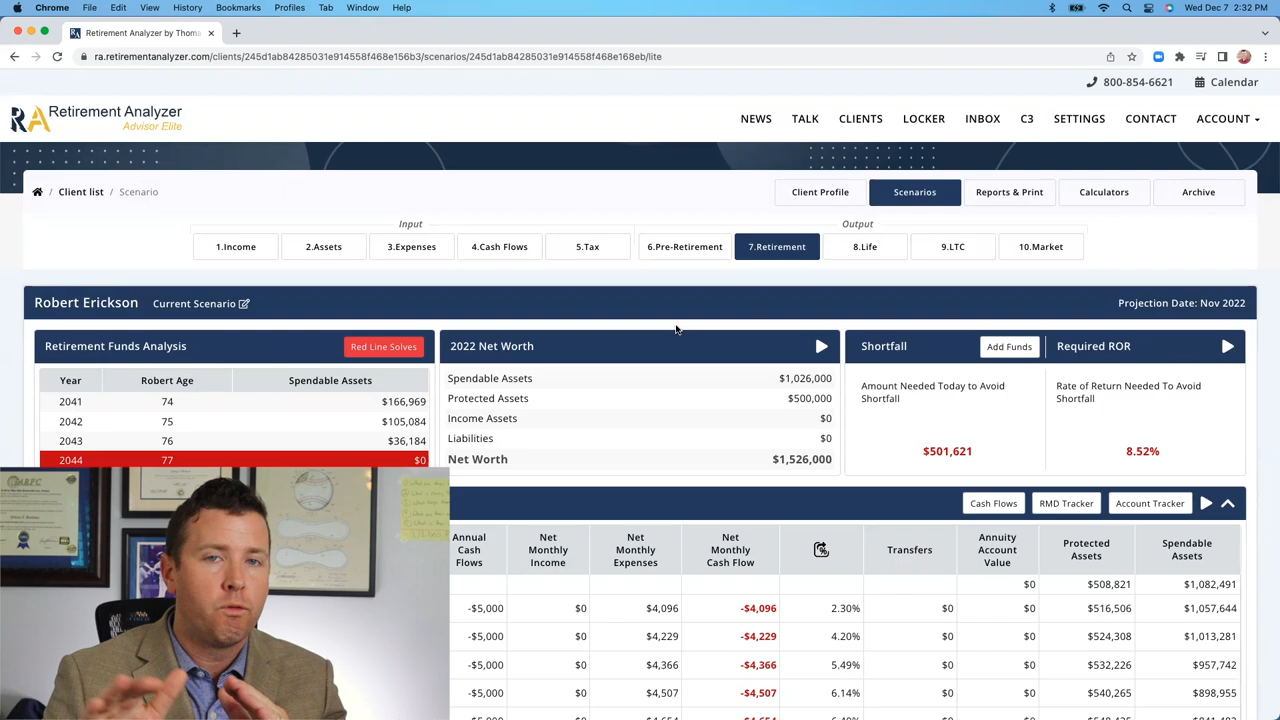 Chrome File Edit View History Bookmarks Profiles Tab Window Help Wed Dec 7 2:32 PM
Retirement Analyzer by Thoma
ra.retirementanalyzer.com/clients/245d1ab84285031e914558f468e156b3/scenarios/245d1ab84285031e914558f468e168eb/lite
800-854-6621 Calendar
RA Retirement Analyzer
Advisor Elite
NEWS TALK CLIENTS LOCKER INBOX C3 SETTINGS CONTACT ACCOUNT
Client list / Scenario
Client Profile Scenarios Reports & Print Calculators Archive
Input Output
1.Income 2.Assets 3.Expenses 4.Cash Flows 5.Tax 6.Pre-Retirement 7.Retirement 8.Life 9.LTC 10.Market
Robert Erickson Current Scenario Projection Date: Nov 2022
Retirement Funds Analysis Red Line Solves
Year Robert Age Spendable Assets
2041 74 $166,969
2042 75 $105,084
2043 76 $36,184
2044 77 $0
2022 Net Worth
Spendable Assets $1,026,000
Protected Assets $500,000
Income Assets $0
Liabilities $0
Net Worth $1,526,000
Shortfall Add Funds Required ROR
Amount Needed Today to Avoid
Shortfall
$501,621
Rate of Return Needed To Avoid
Shortfall
8.52%
Cash Flows RMD Tracker Account Tracker
Annual Cash Flows Net Monthly Income Net Monthly Expenses Net Monthly Cash Flow Transfers Annuity Account Value Protected Assets Spendable Assets
$0 $508,821 $1,082,491
-$5,000 $0 $4,096 -$4,096 2.30% $0 $0 $516,506 $1,057,644
-$5,000 $0 $4,229 -$4,229 4.20% $0 $0 $524,308 $1,013,281
-$5,000 $0 $4,366 -$4,366 5.49% $0 $0 $532,226 $957,742
-$5,000 $0 $4,507 -$4,507 6.14% $0 $0 $540,265 $898,955